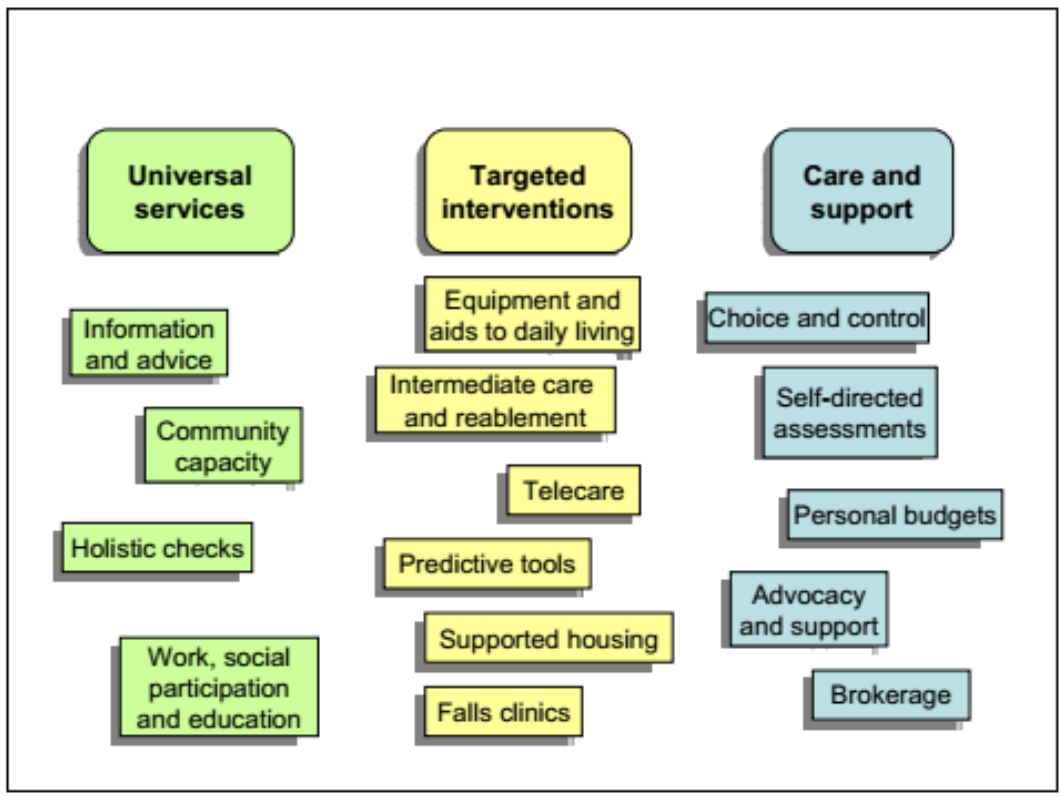 Universal
services
Information
and advice
Community
capacity
Holistic checks
Work, social
participation
and education
Targeted
interventions
Equipment and
aids to daily living
Intermediate care
and reablement
Telecare
Predictive tools
Supported housing
Falls clinics
Care and
support
Choice and control
Self-directed
assessments
Personal budgets
Advocacy
and support
Brokerage